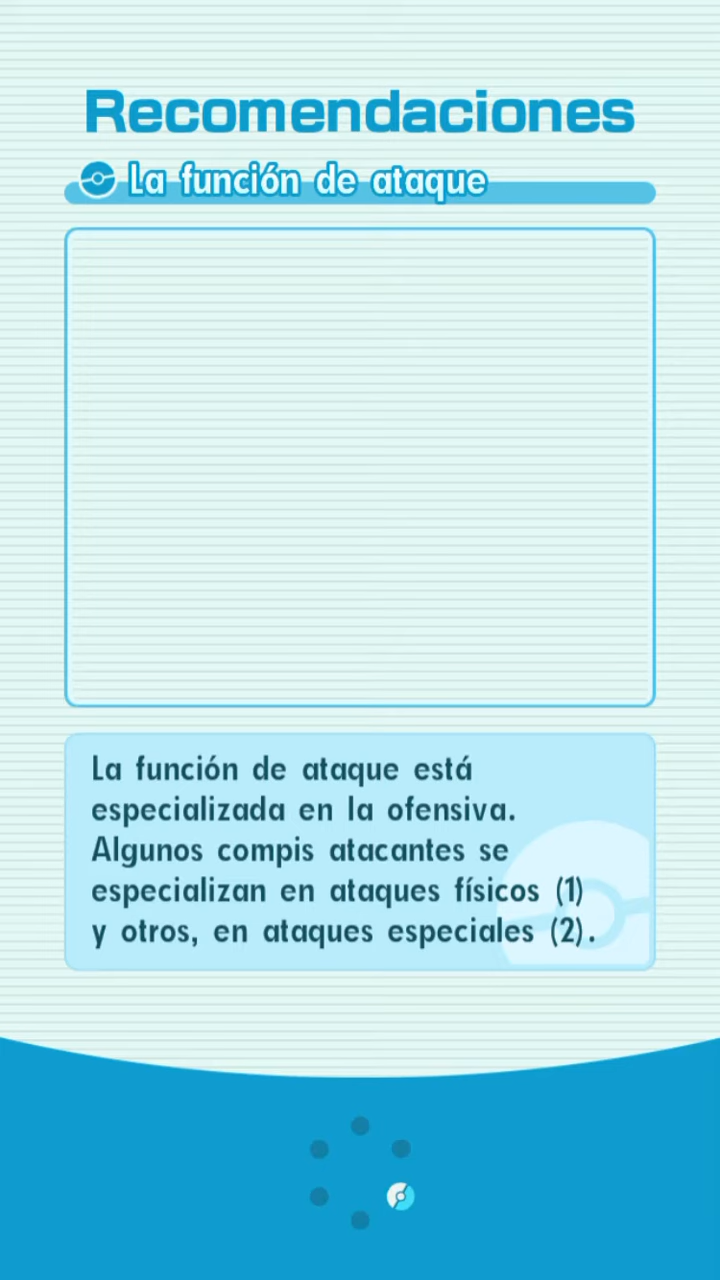 Recomendaciones
La función de ataque
La función de ataque está
especializada en la ofensiva.
Algunos compis atacantes se
especializan en ataques físicos (1)
y otros, en ataques especiales (2).